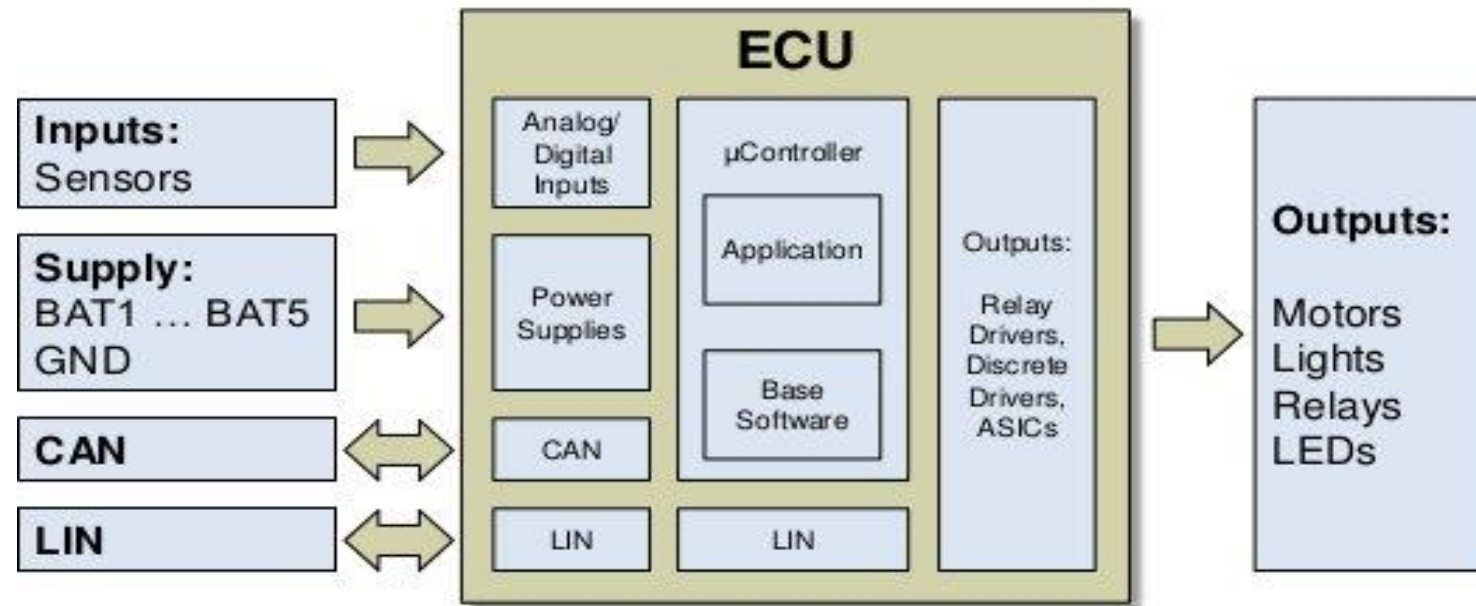 ECU
Inputs:
Sensors
Supply:
BAT1 ... BAT5
GND
CAN
LIN
Analog/
Digital
Inputs
Power
Supplies
CAN
LIN
µController
Application
Base
Software
LIN
Outputs:
Relay
Drivers,
Discrete
Drivers,
ASICs
Outputs:
Motors
Lights
Relays
LEDs